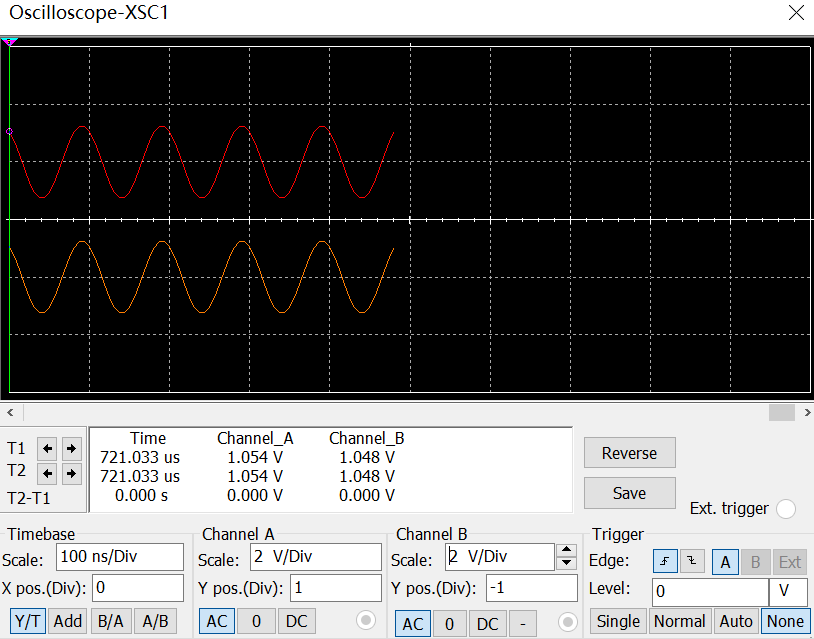 Oscilloscope-XSC1
Time Channel_A Channel_B
T1 721.033 us 1.054 V 1.048 V
T2 721.033 us 1.054 V 1.048 V
T2-T1 0.000 s 0.000 V 0.000 V
Reverse
Save
Ext. trigger
Timebase
Scale: 100 ns/Div
X pos.(Div): 0
Y/T Add B/A A/B
Channel A
Scale: 2 V/Div
Y pos.(Div): 1
AC 0 DC
Channel B
Scale: 2 V/Div
Y pos.(Div): -1
AC 0 DC -
Trigger
Edge: A B Ext
Level: 0 V
Single Normal Auto None